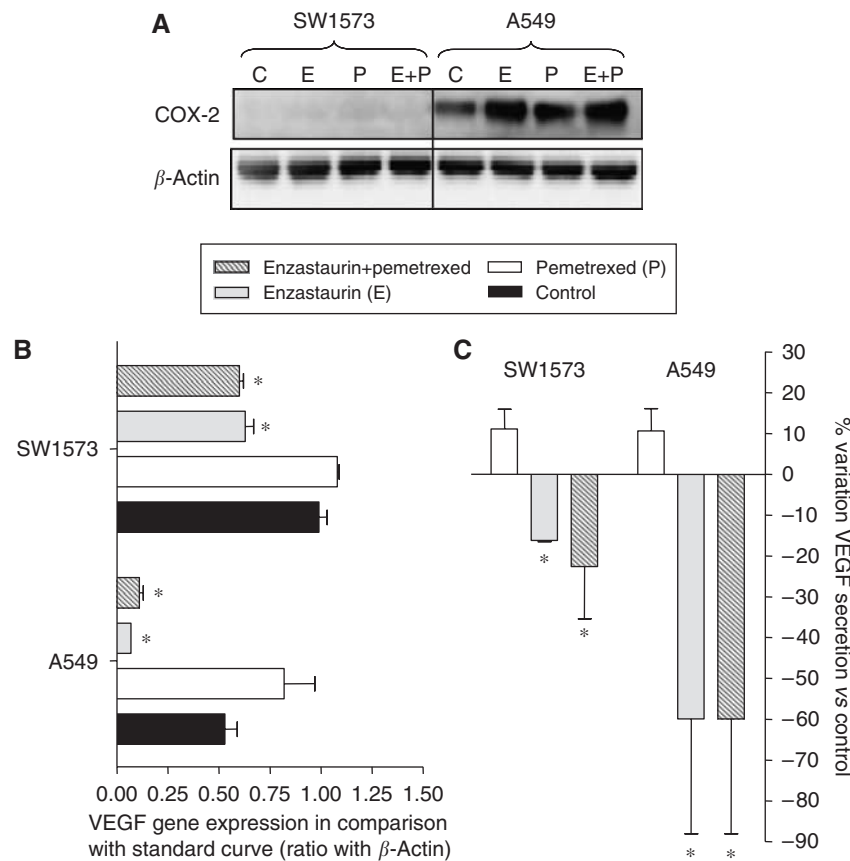 A
SW1573 A549
C E P E+P C E P E+P
COX-2
β-Actin
Enzastaurin+pemetrexed Pemetrexed (P)
Enzastaurin (E) Control
B
SW1573
A549
*
*
*
*
0.00 0.25 0.50 0.75 1.00 1.25 1.50
VEGF gene expression in comparison
with standard curve (ratio with β-Actin)
C
SW1573 A549
*
*
*
*
30
20
10
0
−10
−20
−30
−40
−50
−60
−70
−80
−90
% variation VEGF secretion vs control